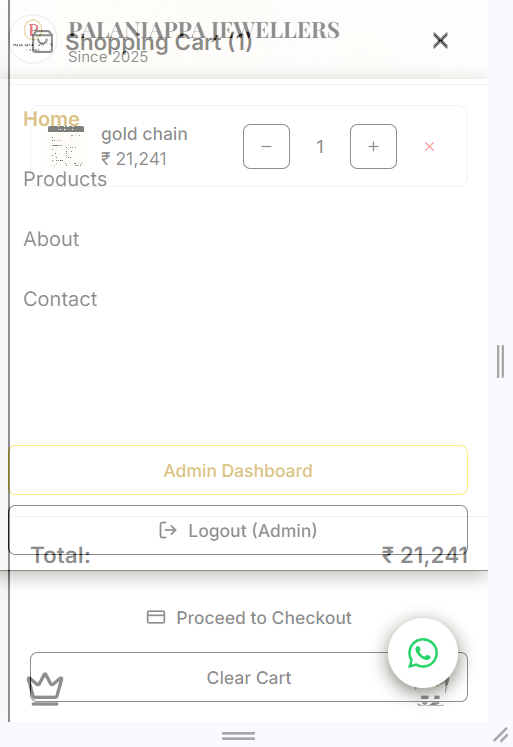 PALANIAPPA JEWELLERS
Shopping Cart (1)
Since 2025
Home
gold chain
₹ 21,241
1
Products
About
Contact
Admin Dashboard
Logout (Admin)
Total: ₹ 21,241
Proceed to Checkout
Clear Cart